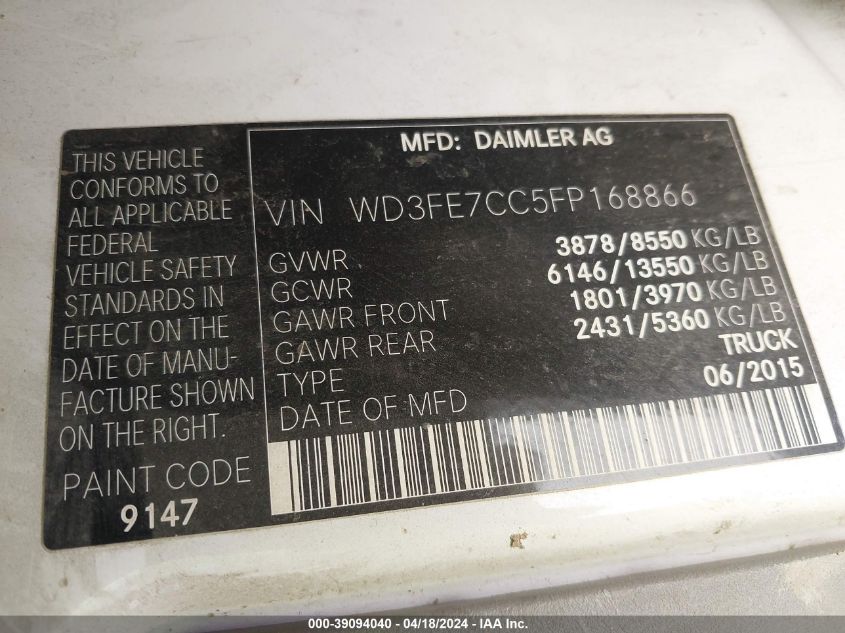 THIS VEHICLE
CONFORMS TO
ALL APPLICABLE
FEDERAL
VEHICLE SAFETY
STANDARDS IN
EFFECT ON THE
DATE OF MANU-
FACTURE SHOWN
ON THE RIGHT.
PAINT CODE
9147
MFD: DAIMLER AG
VIN WD3FE7CC5FP168866
GVWR 3878/8550 KG/LB
GCWR 6146/13550 KG/LB
GAWR FRONT 1801/3970 KG/LB
GAWR REAR 2431/5360 KG/LB
TYPE TRUCK
DATE OF MFD 06/2015
000-39094040 - 04/18/2024 - IAA Inc.